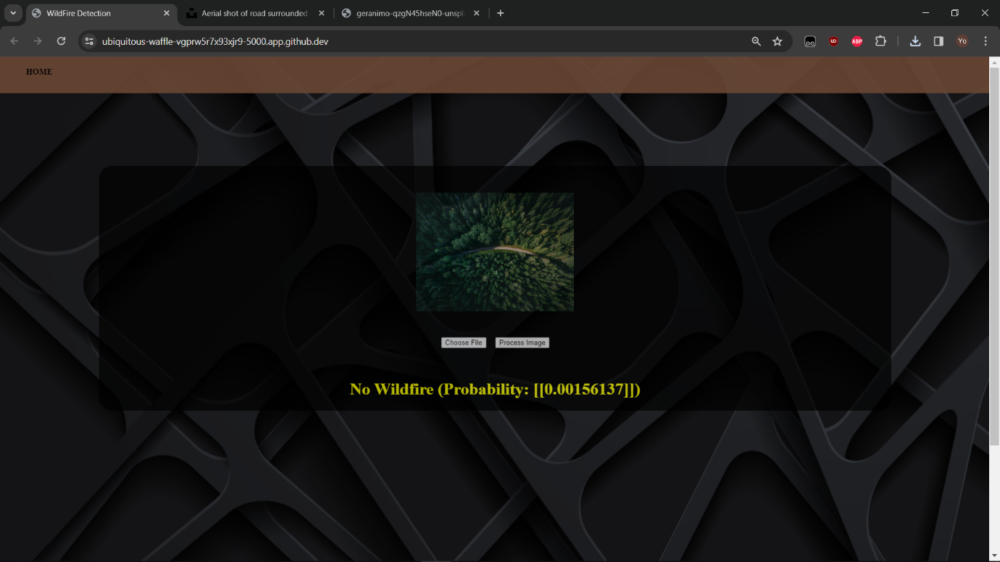 WildFire Detection
Aerial shot of road surrounded
geranimo-qzgN45hseN0-unspl
ubiquitous-waffle-vgprw5r7x93xjr9-5000.app.github.dev
ABP
Yo
HOME
Choose File
Process Image
No Wildfire (Probability: [[0.00156137]])